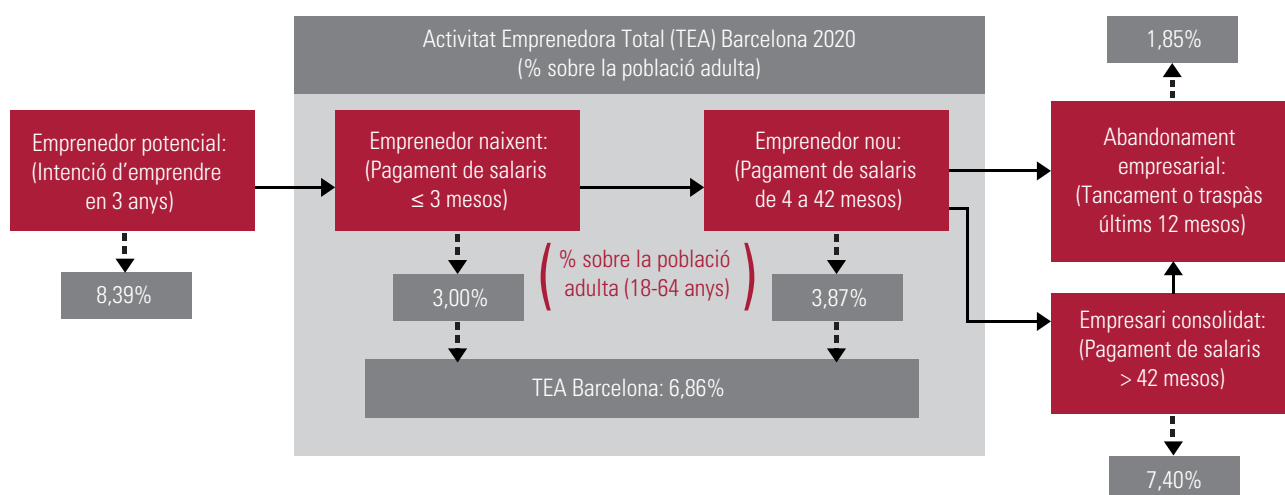 Activitat Emprenedora Total (TEA) Barcelona 2020
(% sobre la població adulta)
1,85%
Emprenedor potencial:
(Intenció d’emprendre
en 3 anys)
Emprenedor naixent:
(Pagament de salaris
≤ 3 mesos)
Emprenedor nou:
(Pagament de salaris
de 4 a 42 mesos)
Abandonament
empresarial:
(Tancament o traspàs
últims 12 mesos)
8,39%
3,00%
(% sobre la població
adulta (18-64 anys))
3,87%
Empresari consolidat:
(Pagament de salaris
> 42 mesos)
TEA Barcelona: 6,86%
7,40%